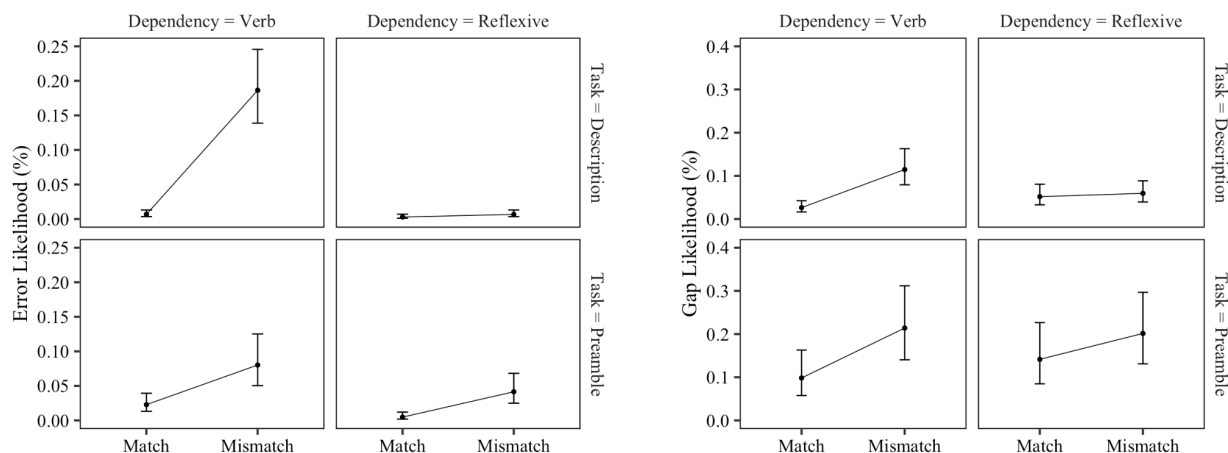 Dependency = Verb
Dependency = Reflexive
0.25
0.20
0.15
0.10
0.05
0.00
Task = Description
0.25
0.20
0.15
0.10
0.05
0.00
Task = Preamble
Error Likelihood (%)
Match
Mismatch
Match
Mismatch
Dependency = Verb
Dependency = Reflexive
0.4
0.3
0.2
0.1
0.0
Task = Description
0.4
0.3
0.2
0.1
0.0
Task = Preamble
Gap Likelihood (%)
Match
Mismatch
Match
Mismatch